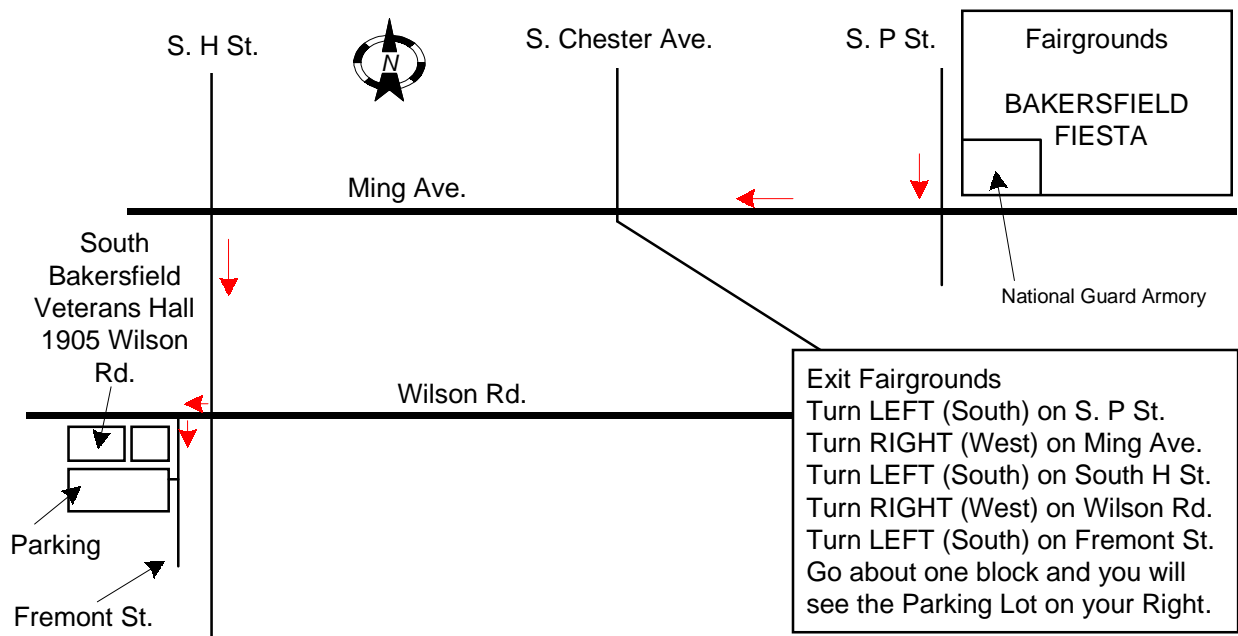 S. H St.
N
S. Chester Ave.
S. P St.
Fairgrounds
BAKERSFIELD
FIESTA
Ming Ave.
National Guard Armory
South
Bakersfield
Veterans Hall
1905 Wilson
Rd.
Wilson Rd.
Parking
Fremont St.
Exit Fairgrounds
Turn LEFT (South) on S. P St.
Turn RIGHT (West) on Ming Ave.
Turn LEFT (South) on South H St.
Turn RIGHT (West) on Wilson Rd.
Turn LEFT (South) on Fremont St.
Go about one block and you will
see the Parking Lot on your Right.